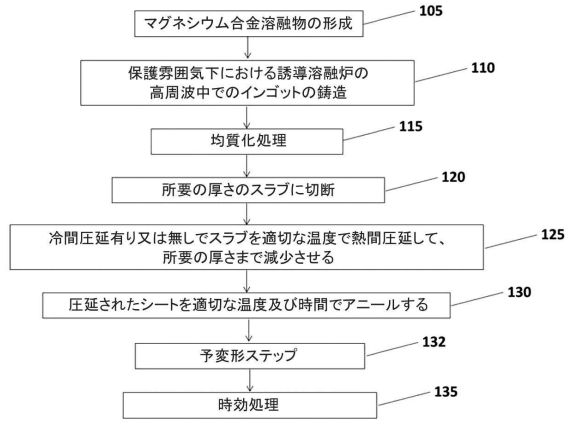 マグネシウム合金溶融物の形成
105
保護雰囲気下における誘導溶融炉の
高周波中でのインゴットの鋳造
110
均質化処理
115
所要の厚さのスラブに切断
120
冷間圧延有り又は無しでスラブを適切な温度で熱間圧延して、
所要の厚さまで減少させる
125
圧延されたシートを適切な温度及び時間でアニールする
130
予変形ステップ
132
時効処理
135